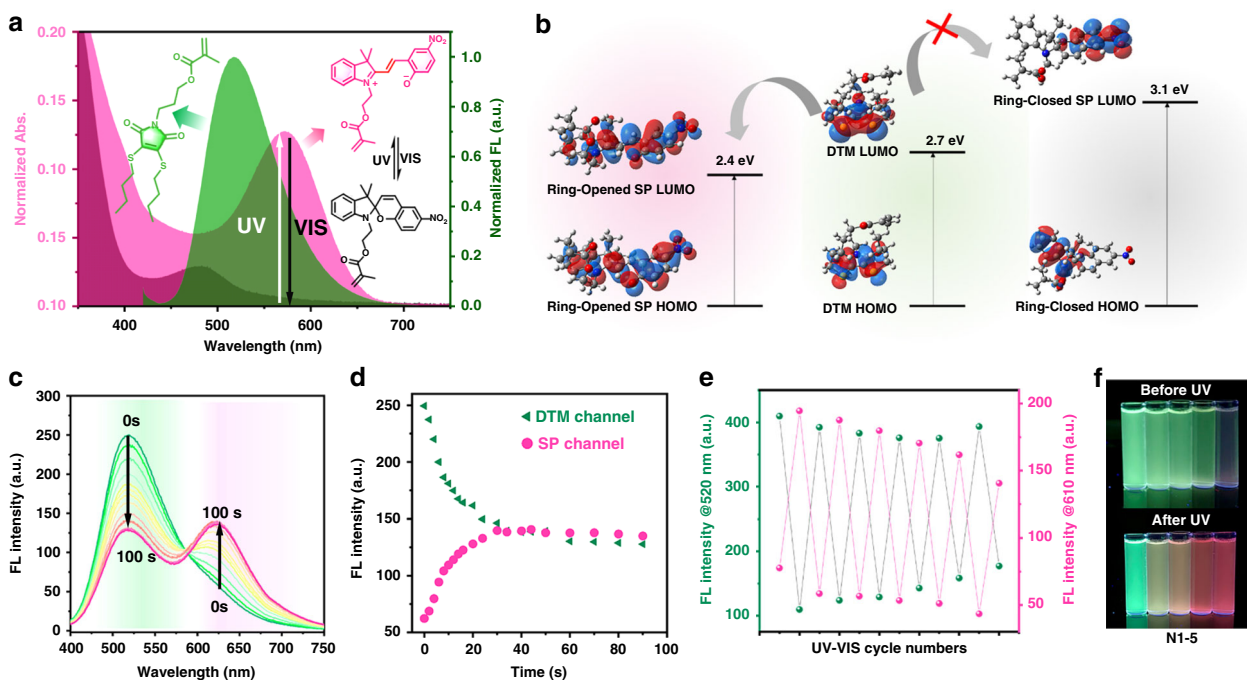 a
Normalized Abs.
0.20
0.15
0.20
0.15
0.10
400
500
600
700
Wavelength (nm)
1.0
0.8
0.6
0.4
0.2
0.0
Normalized FL (a.u.)
O
O
N
O
O
S
S
NO₂
N
+
O
-
O
O
UV
VIS
N
O
NO₂
O
O
UV
VIS
b
2.4 eV
Ring-Opened SP LUMO
Ring-Opened SP HOMO
2.7 eV
DTM LUMO
DTM HOMO
3.1 eV
Ring-Closed SP LUMO
Ring-Closed HOMO
c
FL intensity (a.u.)
300
250
200
150
100
50
0
400
450
500
550
600
650
700
750
Wavelength (nm)
0s
100 s
100 s
0s
d
FL intensity (a.u.)
250
200
150
100
50
0
20
40
60
80
100
Time (s)
DTM channel
SP channel
e
FL intensity @520 nm (a.u.)
400
300
200
100
UV-VIS cycle numbers
200
150
100
50
FL intensity @610 nm (a.u.)
f
Before UV
After UV
N1-5